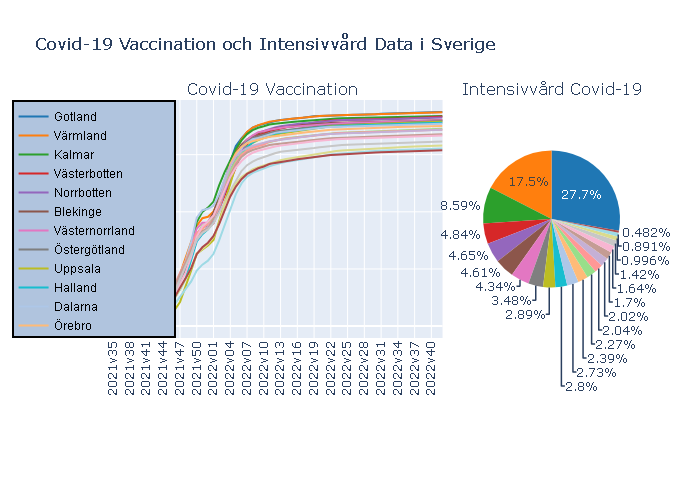 Covid-19 Vaccination och Intensivvård Data i Sverige
Covid-19 Vaccination
Intensivvård Covid-19
Gotland
Värmland
Kalmar
Västerbotten
Norrbotten
Blekinge
Västernorrland
Östergötland
Uppsala
Halland
Dalarna
Örebro
2021v35
2021v38
2021v41
2021v44
2021v47
2021v50
2022v01
2022v04
2022v07
2022v10
2022v13
2022v16
2022v19
2022v22
2022v25
2022v28
2022v31
2022v34
2022v37
2022v40
27.7%
17.5%
8.59%
4.84%
4.65%
4.61%
4.34%
3.48%
2.89%
2.8%
2.73%
2.39%
2.27%
2.04%
2.02%
1.7%
1.64%
1.42%
0.996%
0.891%
0.482%